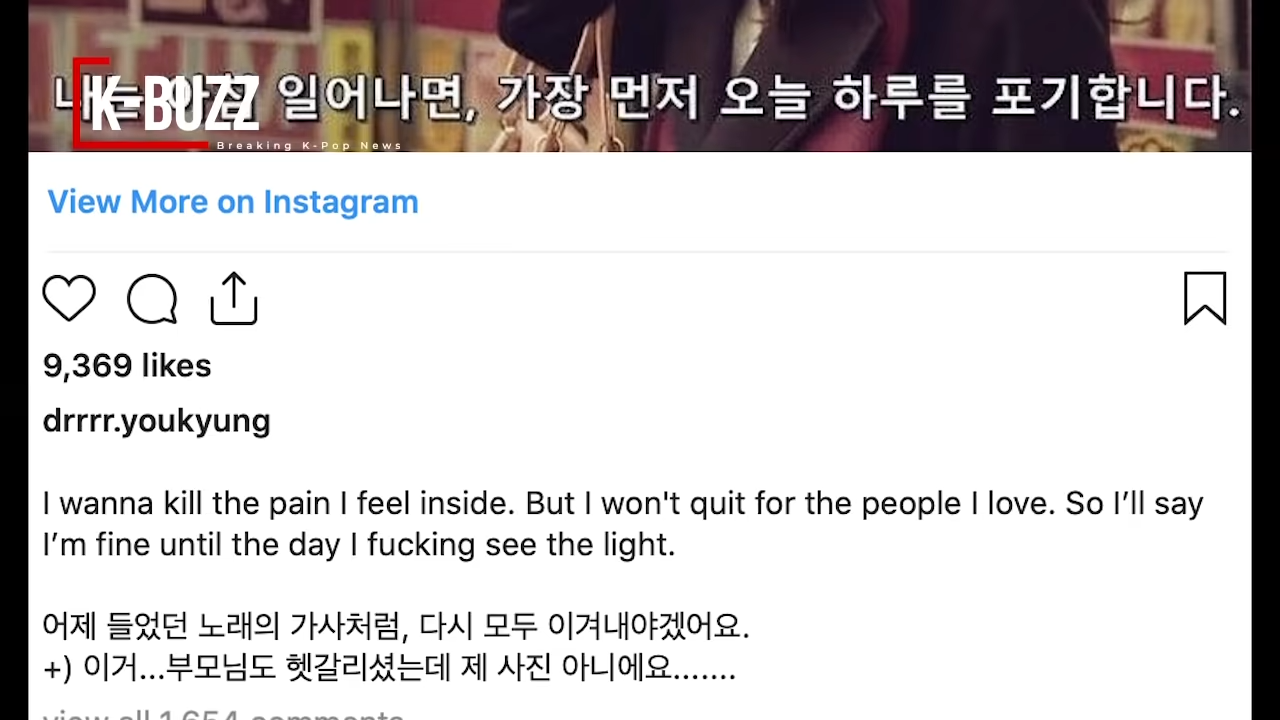 나는 아침 일어나면, 가장 먼저 오늘 하루를 포기합니다.
K-BUZZ
Breaking K-Pop News
View More on Instagram
9,369 likes
drrrr.youkyung
I wanna kill the pain I feel inside. But I won't quit for the people I love. So I’ll say
I’m fine until the day I fucking see the light.
어제 들었던 노래의 가사처럼, 다시 모두 이겨내야겠어요.
+) 이거...부모님도 헷갈리셨는데 제 사진 아니에요.......
view all 1,654 comments